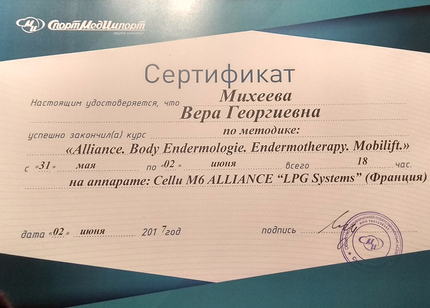 СпортМедИмпорт
Сертификат
Настоящим удостоверяется, что Михеева
Вера Георгиевна
успешно закончил(а) курс по методике:
«Alliance. Body Endermologie. Endermotherapy. Mobilift.»
с «31» мая по «02» июня всего 18 час.
на аппарате: Cellu M6 ALLIANCE “LPG Systems” (Франция)
дата «02» июня 2017год подпись